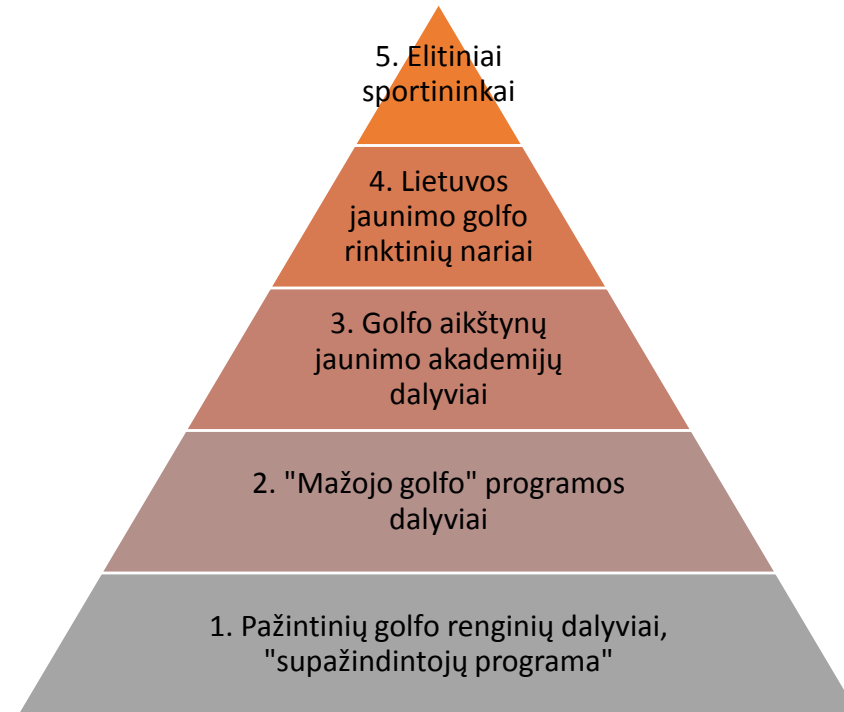 5. Elitiniai
sportininkai
4. Lietuvos
jaunimo golfo
rinktinių nariai
3. Golfo aikštynų
jaunimo akademijų
dalyviai
2. "Mažojo golfo" programos
dalyviai
1. Pažintinių golfo renginių dalyviai,
"supažindintojų programa"